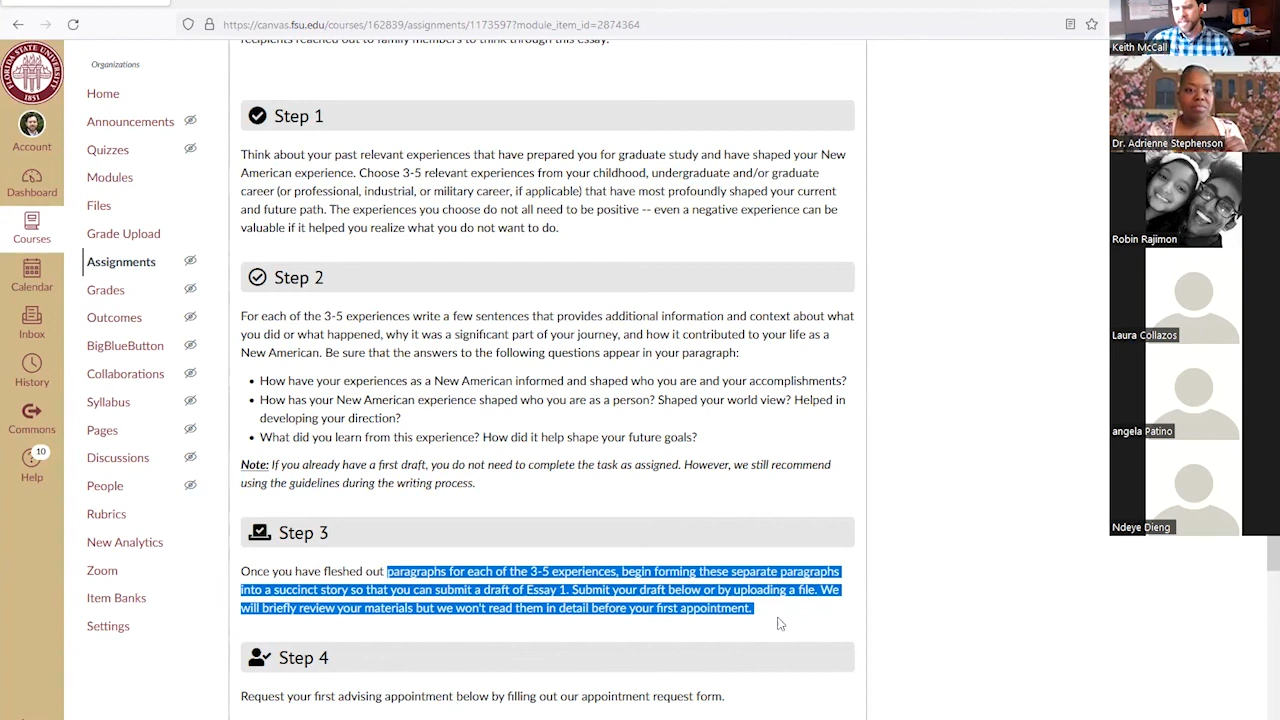 https://canvas.fsu.edu/courses/162839/assignments/1173597?module_item_id=2874364
FLORIDA STATE UNIVERSITY
1851
Account
Dashboard
Courses
Calendar
Inbox
History
Commons
10
Help
Organizations
Home
Announcements
Quizzes
Modules
Files
Grade Upload
Assignments
Grades
Outcomes
BigBlueButton
Collaborations
Syllabus
Pages
Discussions
People
Rubrics
New Analytics
Zoom
Item Banks
Settings
recipients reached out to family members to think through this essay.
Step 1
Think about your past relevant experiences that have prepared you for graduate study and have shaped your New
American experience. Choose 3-5 relevant experiences from your childhood, undergraduate and/or graduate
career (or professional, industrial, or military career, if applicable) that have most profoundly shaped your current
and future path. The experiences you choose do not all need to be positive -- even a negative experience can be
valuable if it helped you realize what you do not want to do.
Step 2
For each of the 3-5 experiences write a few sentences that provides additional information and context about what
you did or what happened, why it was a significant part of your journey, and how it contributed to your life as a
New American. Be sure that the answers to the following questions appear in your paragraph:
• How have your experiences as a New American informed and shaped who you are and your accomplishments?
• How has your New American experience shaped who you are as a person? Shaped your world view? Helped in
developing your direction?
• What did you learn from this experience? How did it help shape your future goals?
Note: If you already have a first draft, you do not need to complete the task as assigned. However, we still recommend
using the guidelines during the writing process.
Step 3
Once you have fleshed out paragraphs for each of the 3-5 experiences, begin forming these separate paragraphs
into a succinct story so that you can submit a draft of Essay 1. Submit your draft below or by uploading a file. We
will briefly review your materials but we won't read them in detail before your first appointment.
Step 4
Request your first advising appointment below by filling out our appointment request form.
Keith McCall
Dr. Adrienne Stephenson
Robin Rajimon
Laura Collazos
angela Patino
Ndeye Dieng